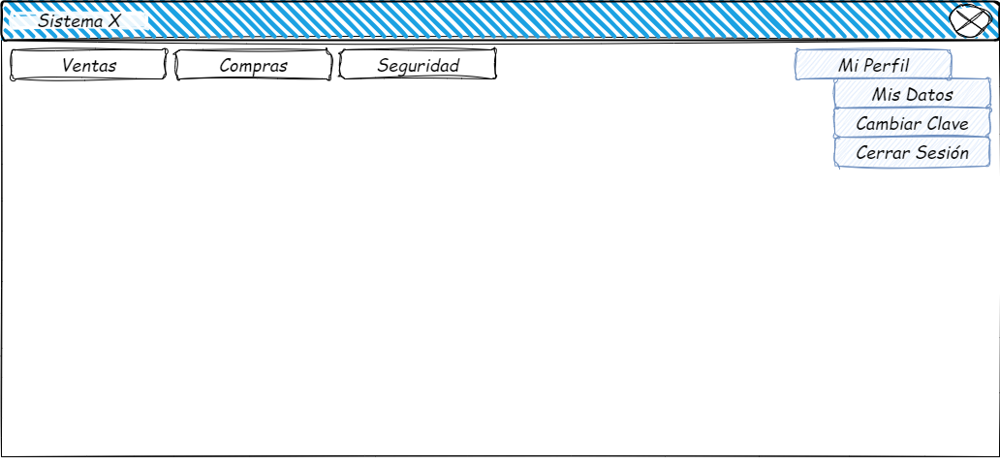 Sistema X
Ventas
Compras
Seguridad
Mi Perfil
Mis Datos
Cambiar Clave
Cerrar Sesión